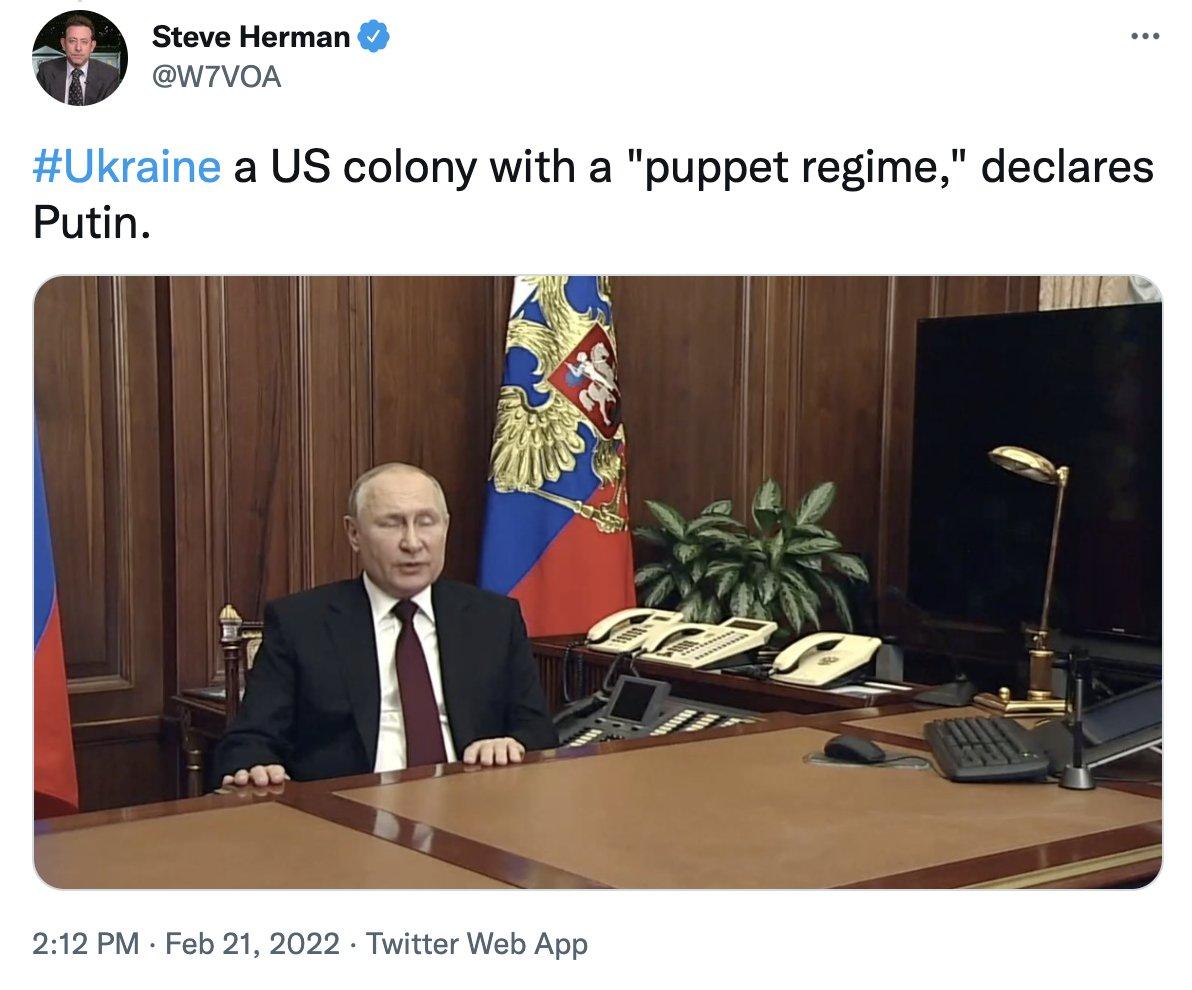 Steve Herman
@W7VOA
#Ukraine a US colony with a "puppet regime," declares
Putin.
2:12 PM · Feb 21, 2022 · Twitter Web App